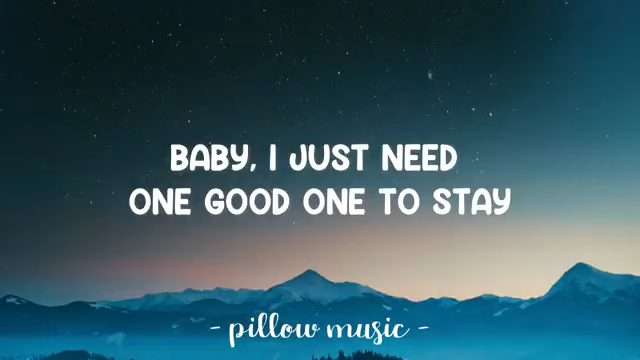 BABY, I JUST NEED
ONE GOOD ONE TO STAY
- pillow music -